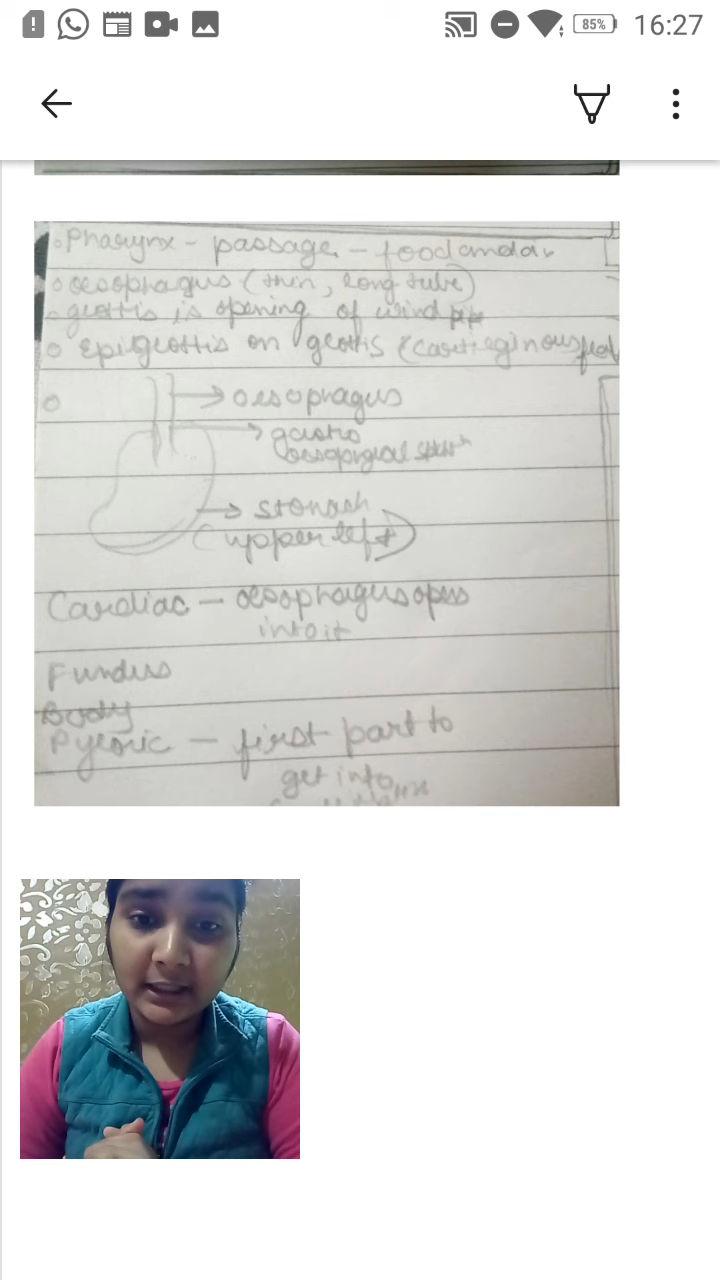 85% 16:27
• Pharynx - passage - food and air
o oesophagus (thin, long tube)
o glottis is opening of wind pipe
o Epiglottis on glottis (cartilaginous
o → oesophagus
→ gastro
oesophgial
→ stomach
(upper left)
Cardiac - oesophagus opes
into it
Fundus
Body
Pyloric - first part to
get into